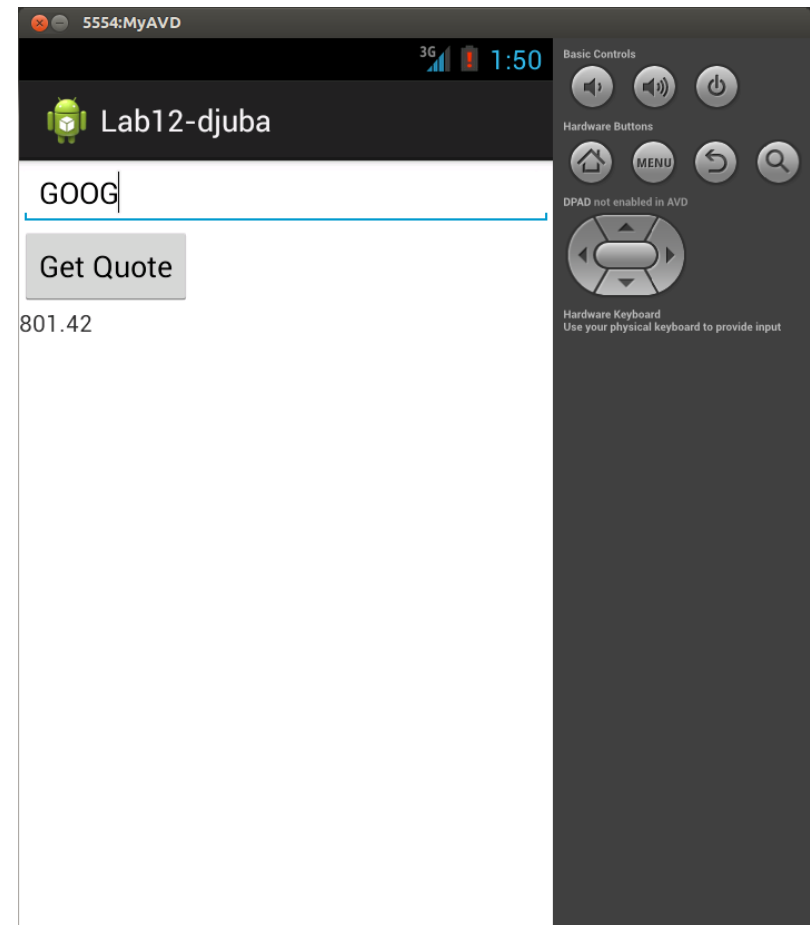 5554:MyAVD
3G 1:50
Lab12-djuba
GOOG
Get Quote
801.42
Basic Controls
Hardware Buttons
MENU
DPAD not enabled in AVD
Hardware Keyboard
Use your physical keyboard to provide input